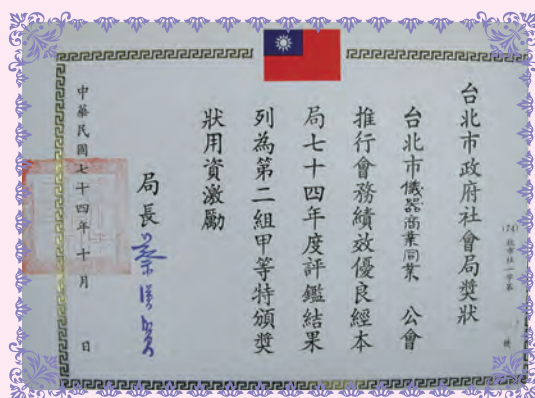 (74)北市社一字第 號
台北市政府社會局獎狀
台北市儀器商業同業 公會
推行會務績效優良經本
局七十四年度評鑑結果
列為第二組甲等特頒獎
狀用資激勵
局長
中華民國七十四年十月 日